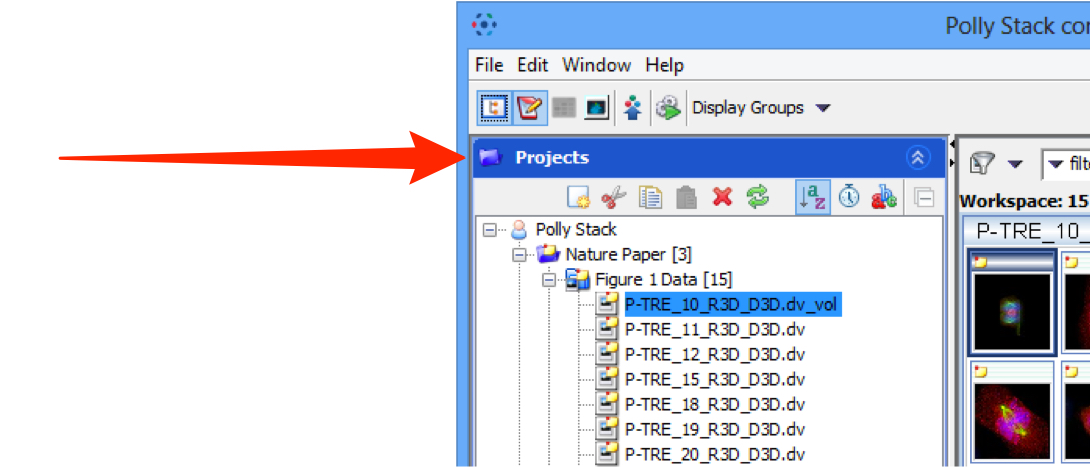 Polly Stack con
File Edit Window Help
Display Groups
Projects
filt
Workspace: 15
P-TRE_10_
Polly Stack
Nature Paper [3]
Figure 1 Data [15]
P-TRE_10_R3D_D3D.dv_vol
P-TRE_11_R3D_D3D.dv
P-TRE_12_R3D_D3D.dv
P-TRE_15_R3D_D3D.dv
P-TRE_18_R3D_D3D.dv
P-TRE_19_R3D_D3D.dv
P-TRE_20_R3D_D3D.dv